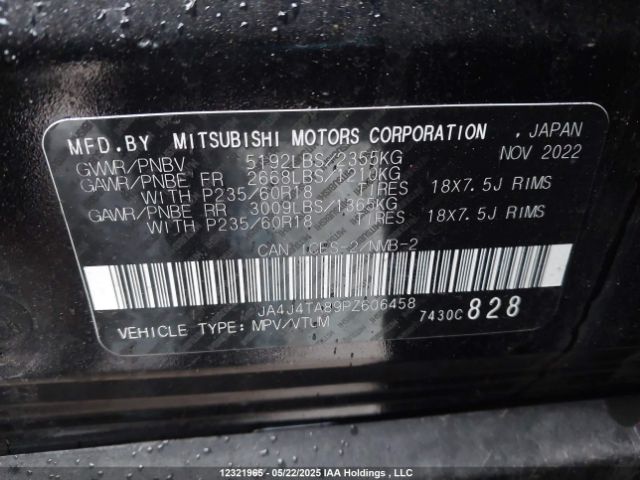 MFD.BY MITSUBISHI MOTORS CORPORATION , JAPAN
GVWR/PNBV 5192LBS/2355KG NOV 2022
GAWR/PNBE FR 2668LBS/1210KG
WITH P235/60R18 TIRES 18X7.5J RIMS
GAWR/PNBE RR 3009LBS/1365KG
WITH P235/60R18 TIRES 18X7.5J RIMS
CAN ICES-2/NMB-2
JA4J4TA89PZ606458
7430C 828
VEHICLE TYPE: MPV/VTUM
12321965 - 05/22/2025 IAA Holdings , LLC